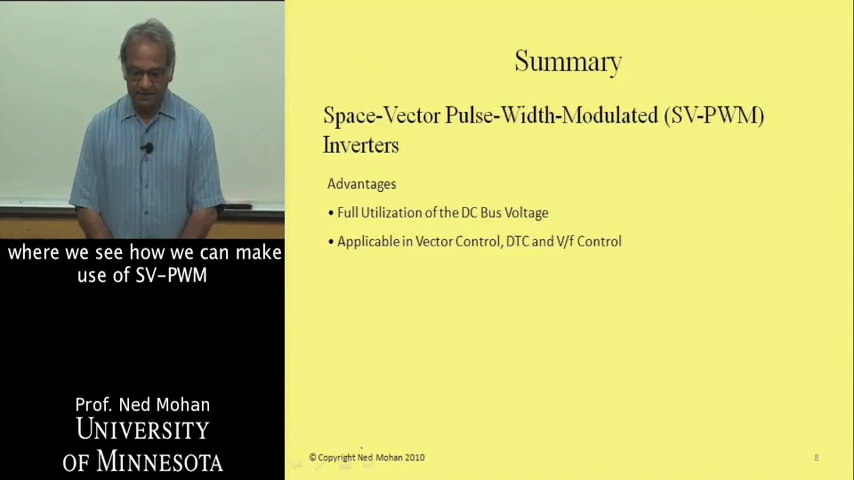 Summary
Space-Vector Pulse-Width-Modulated (SV-PWM)
Inverters
Advantages
• Full Utilization of the DC Bus Voltage
• Applicable in Vector Control, DTC and V/f Control
where we see how we can make
use of SV-PWM
Prof. Ned Mohan
UNIVERSITY
OF MINNESOTA
© Copyright Ned Mohan 2010
8